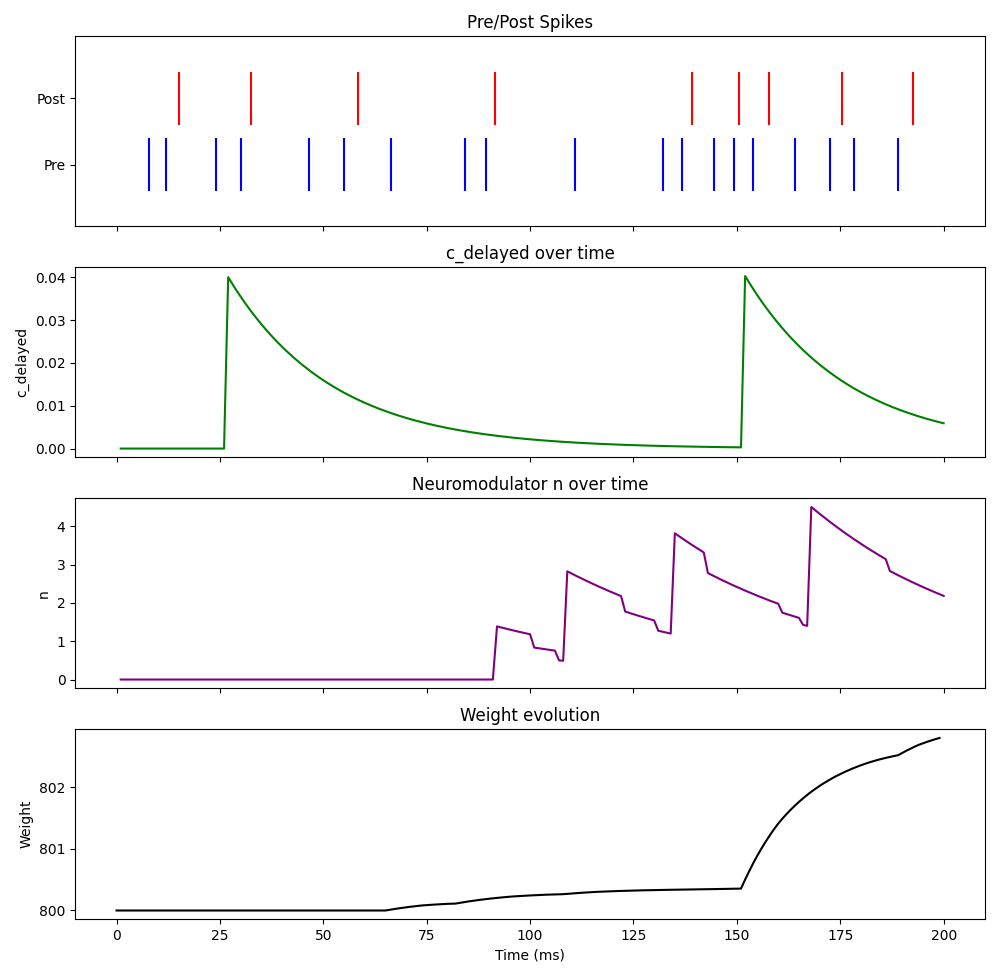 Pre/Post Spikes
Post
Pre
c_delayed over time
0.04
0.03
0.02
0.01
0.00
c_delayed
Neuromodulator n over time
4
3
2
1
0
n
Weight evolution
802
801
800
Weight
0 25 50 75 100 125 150 175 200
Time (ms)